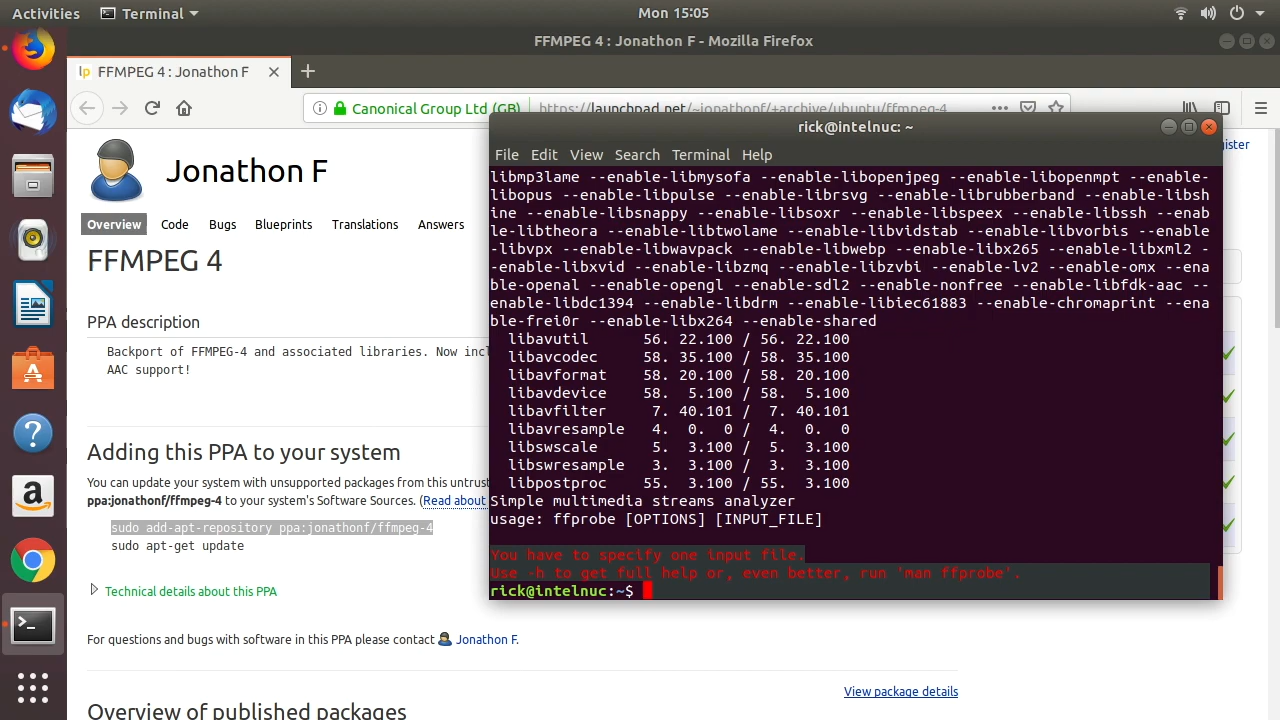 Activities Terminal Mon 15:05
FFMPEG 4 : Jonathon F - Mozilla Firefox
lp FFMPEG 4 : Jonathon F
Canonical Group Ltd (GB) https://launchpad.net/~jonathonf/+archive/ubuntu/ffmpeg-4
Jonathon F
Overview Code Bugs Blueprints Translations Answers
FFMPEG 4
PPA description
Backport of FFMPEG-4 and associated libraries. Now incl
AAC support!
Adding this PPA to your system
You can update your system with unsupported packages from this untrust
ppa:jonathonf/ffmpeg-4 to your system's Software Sources. (Read about
sudo add-apt-repository ppa:jonathonf/ffmpeg-4
sudo apt-get update
Technical details about this PPA
For questions and bugs with software in this PPA please contact Jonathon F.
View package details
Overview of published packages
ister
rick@intelnuc: ~
File Edit View Search Terminal Help
libmp3lame --enable-libmysofa --enable-libopenjpeg --enable-libopenmpt --enable-
libopus --enable-libpulse --enable-librsvg --enable-librubberband --enable-libsh
ine --enable-libsnappy --enable-libsoxr --enable-libspeex --enable-libssh --enab
le-libtheora --enable-libtwolame --enable-libvidstab --enable-libvorbis --enable
-libvpx --enable-libwavpack --enable-libwebp --enable-libx265 --enable-libxml2 -
-enable-libxvid --enable-libzmq --enable-libzvbi --enable-lv2 --enable-omx --ena
ble-openal --enable-opengl --enable-sdl2 --enable-nonfree --enable-libfdk-aac --
enable-libdc1394 --enable-libdrm --enable-libiec61883 --enable-chromaprint --ena
ble-frei0r --enable-libx264 --enable-shared
libavutil 56. 22.100 / 56. 22.100
libavcodec 58. 35.100 / 58. 35.100
libavformat 58. 20.100 / 58. 20.100
libavdevice 58. 5.100 / 58. 5.100
libavfilter 7. 40.101 / 7. 40.101
libavresample 4. 0. 0 / 4. 0. 0
libswscale 5. 3.100 / 5. 3.100
libswresample 3. 3.100 / 3. 3.100
libpostproc 55. 3.100 / 55. 3.100
Simple multimedia streams analyzer
usage: ffprobe [OPTIONS] [INPUT_FILE]
You have to specify one input file.
Use -h to get full help or, even better, run 'man ffprobe'.
rick@intelnuc:~$